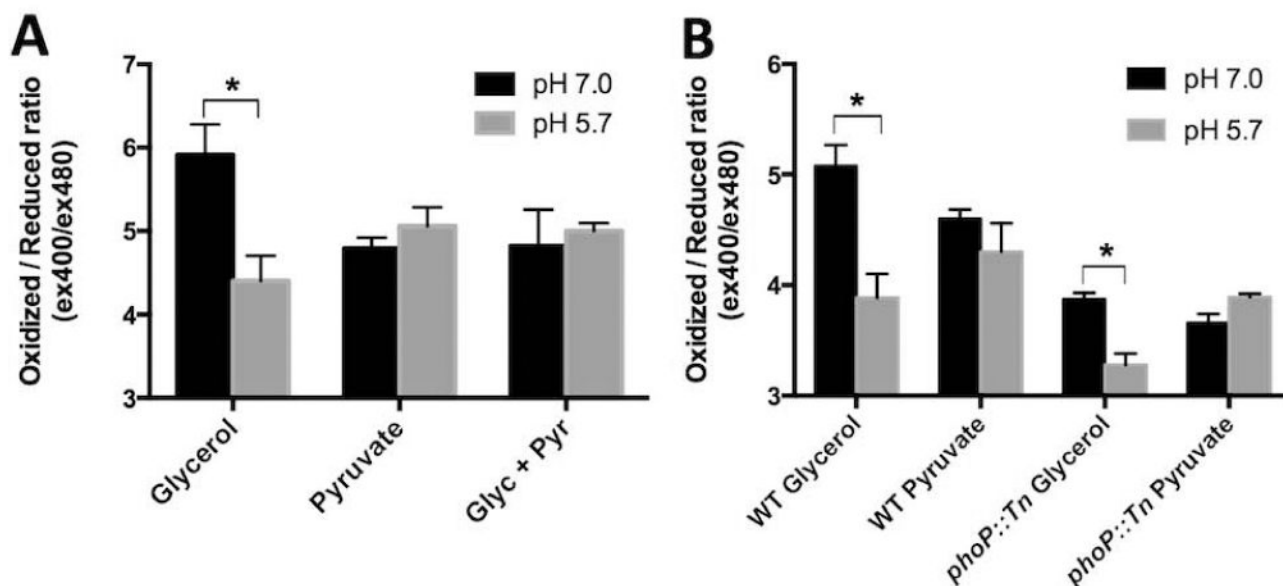 A
Oxidized / Reduced ratio
(ex400/ex480)
7
6
5
4
3
*
pH 7.0
pH 5.7
Glycerol
Pyruvate
Glyc + Pyr
B
Oxidized / Reduced ratio
(ex400/ex480)
6
5
4
3
*
*
pH 7.0
pH 5.7
WT Glycerol
WT Pyruvate
phoP::Tn Glycerol
phoP::Tn Pyruvate